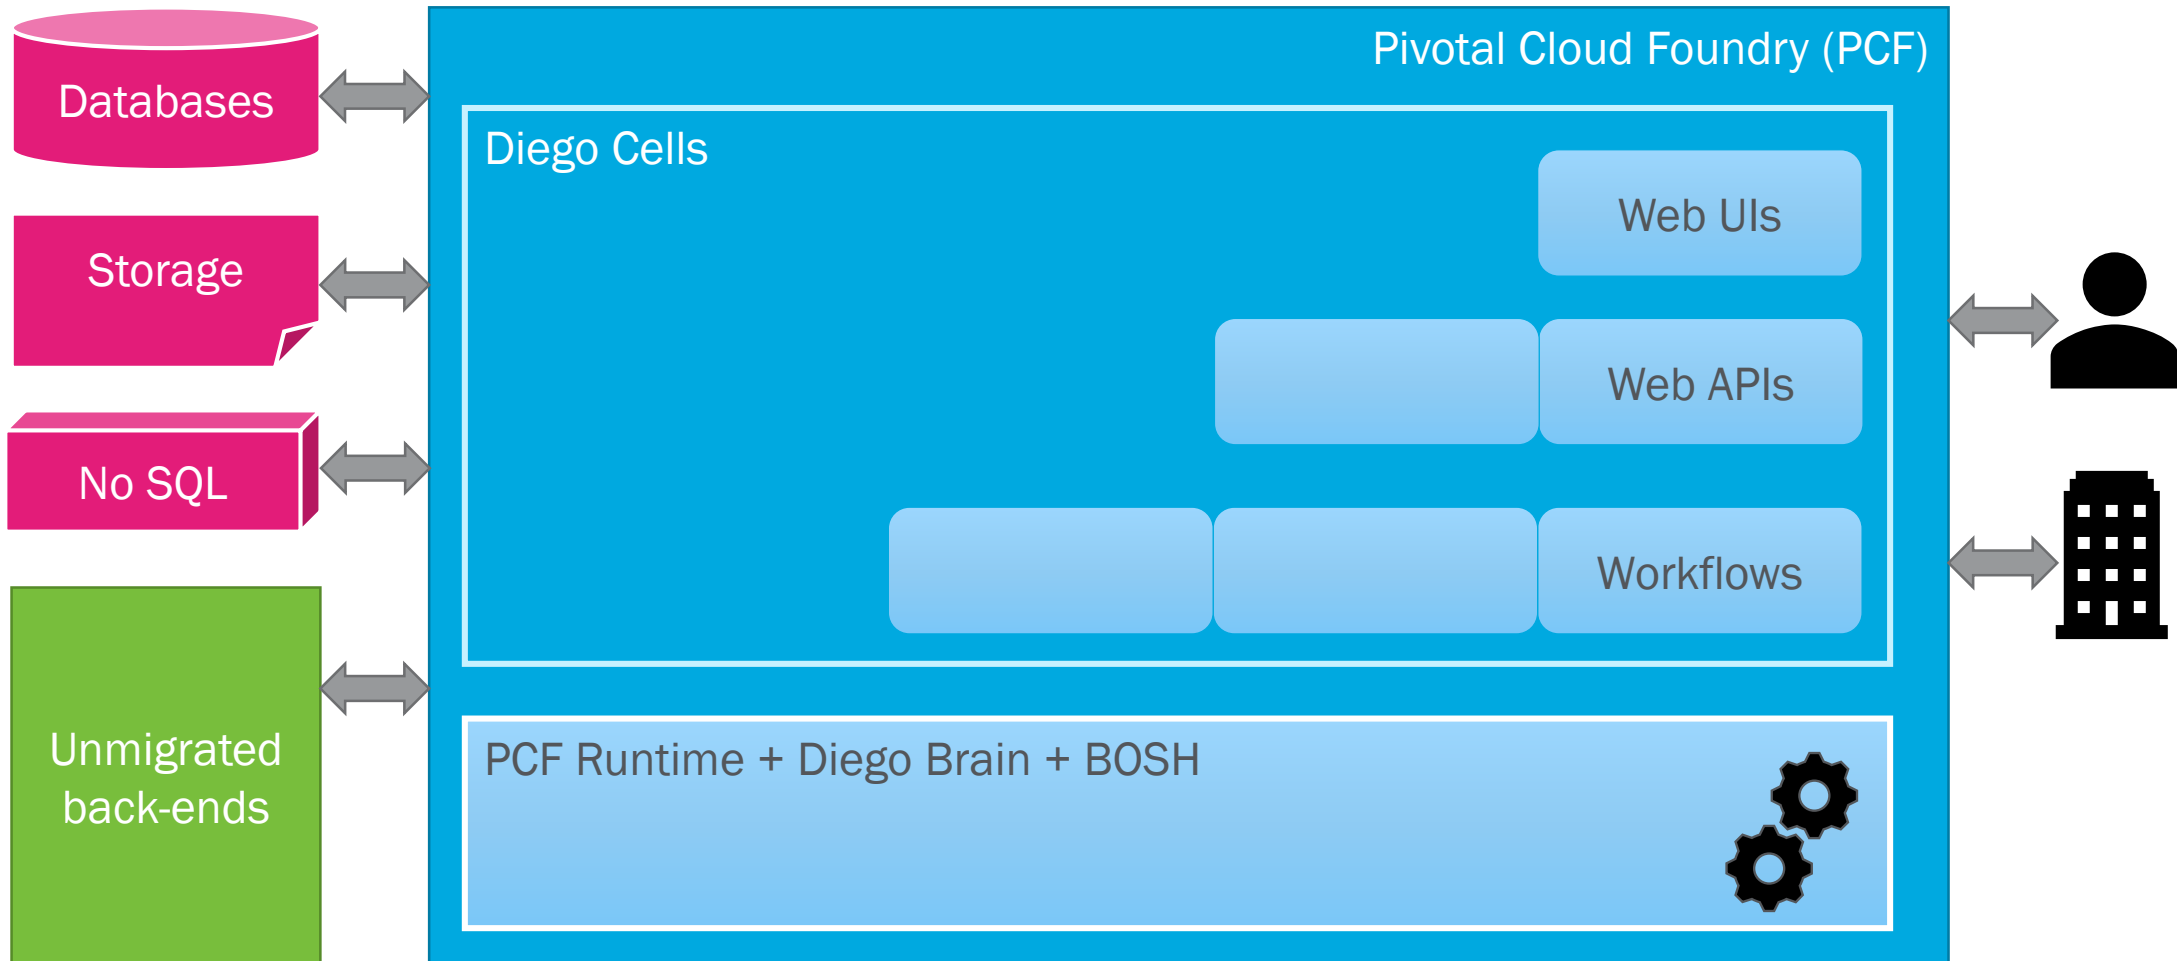 Databases
Storage
No SQL
Unmigrated
back-ends
Pivotal Cloud Foundry (PCF)
Diego Cells
Web UIs
Web APIs
Workflows
PCF Runtime + Diego Brain + BOSH